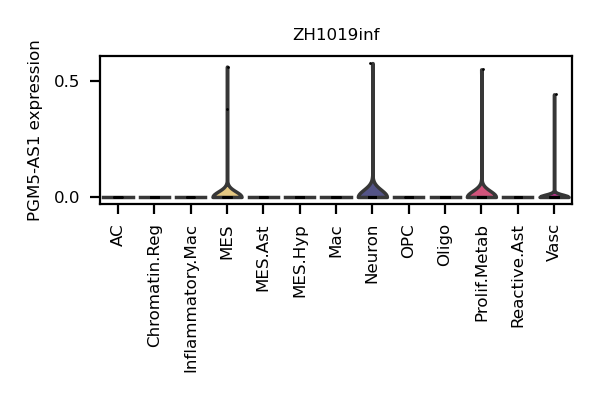 ZH1019inf
PGM5-AS1 expression
0.5
0.0
AC
Chromatin.Reg
Inflammatory.Mac
MES
MES.Ast
MES.Hyp
Mac
Neuron
OPC
Oligo
Prolif.Metab
Reactive.Ast
Vasc